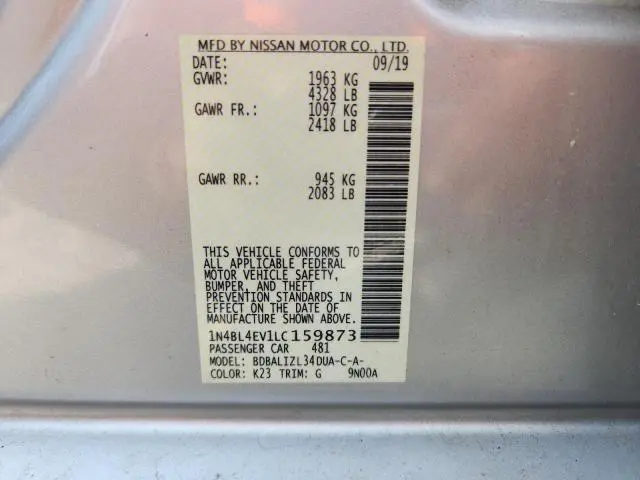 MFD BY NISSAN MOTOR CO., LTD.
DATE: 09/19
GVWR: 1963 KG
4328 LB
GAWR FR.: 1097 KG
2418 LB
GAWR RR.: 945 KG
2083 LB
THIS VEHICLE CONFORMS TO
ALL APPLICABLE FEDERAL
MOTOR VEHICLE SAFETY,
BUMPER, AND THEFT
PREVENTION STANDARDS IN
EFFECT ON THE DATE OF
MANUFACTURE SHOWN ABOVE.
1N4BL4EV1LC159873
PASSENGER CAR 481
MODEL: BDBALIZL34DUA-C-A-
COLOR: K23 TRIM: G 9N00A